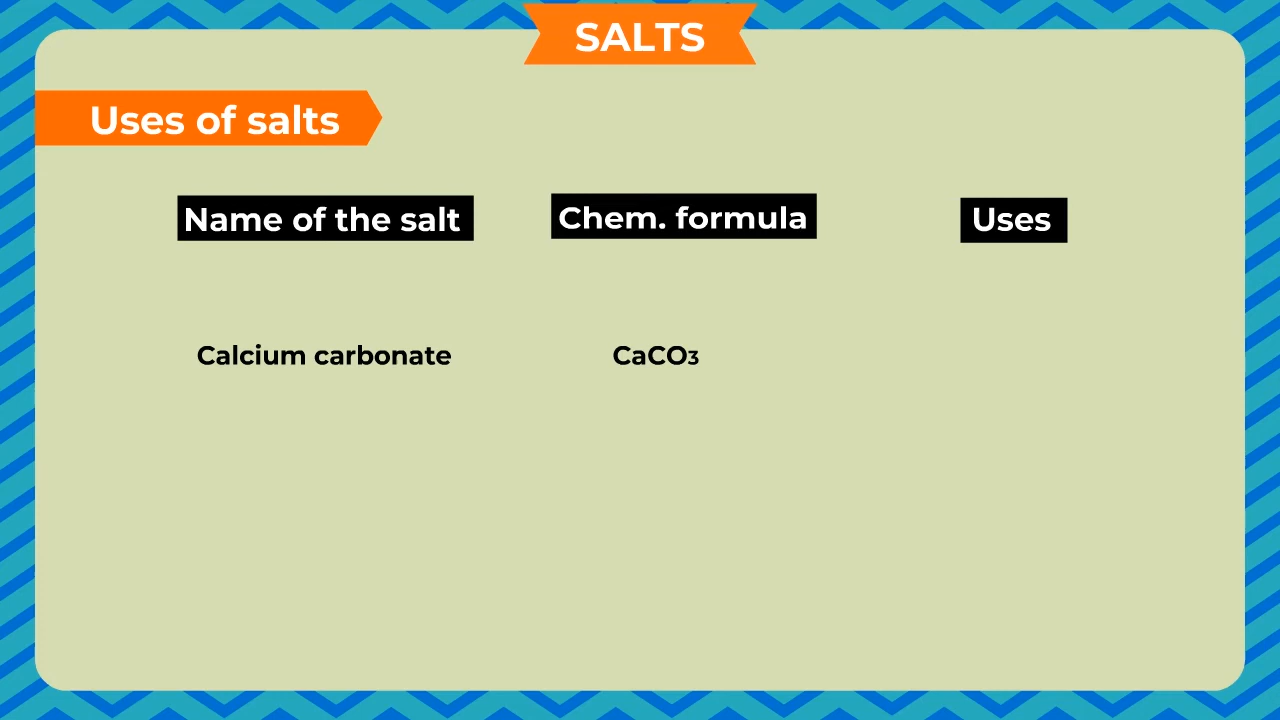 SALTS
Uses of salts
Name of the salt Chem. formula Uses
Calcium carbonate CaCO₃